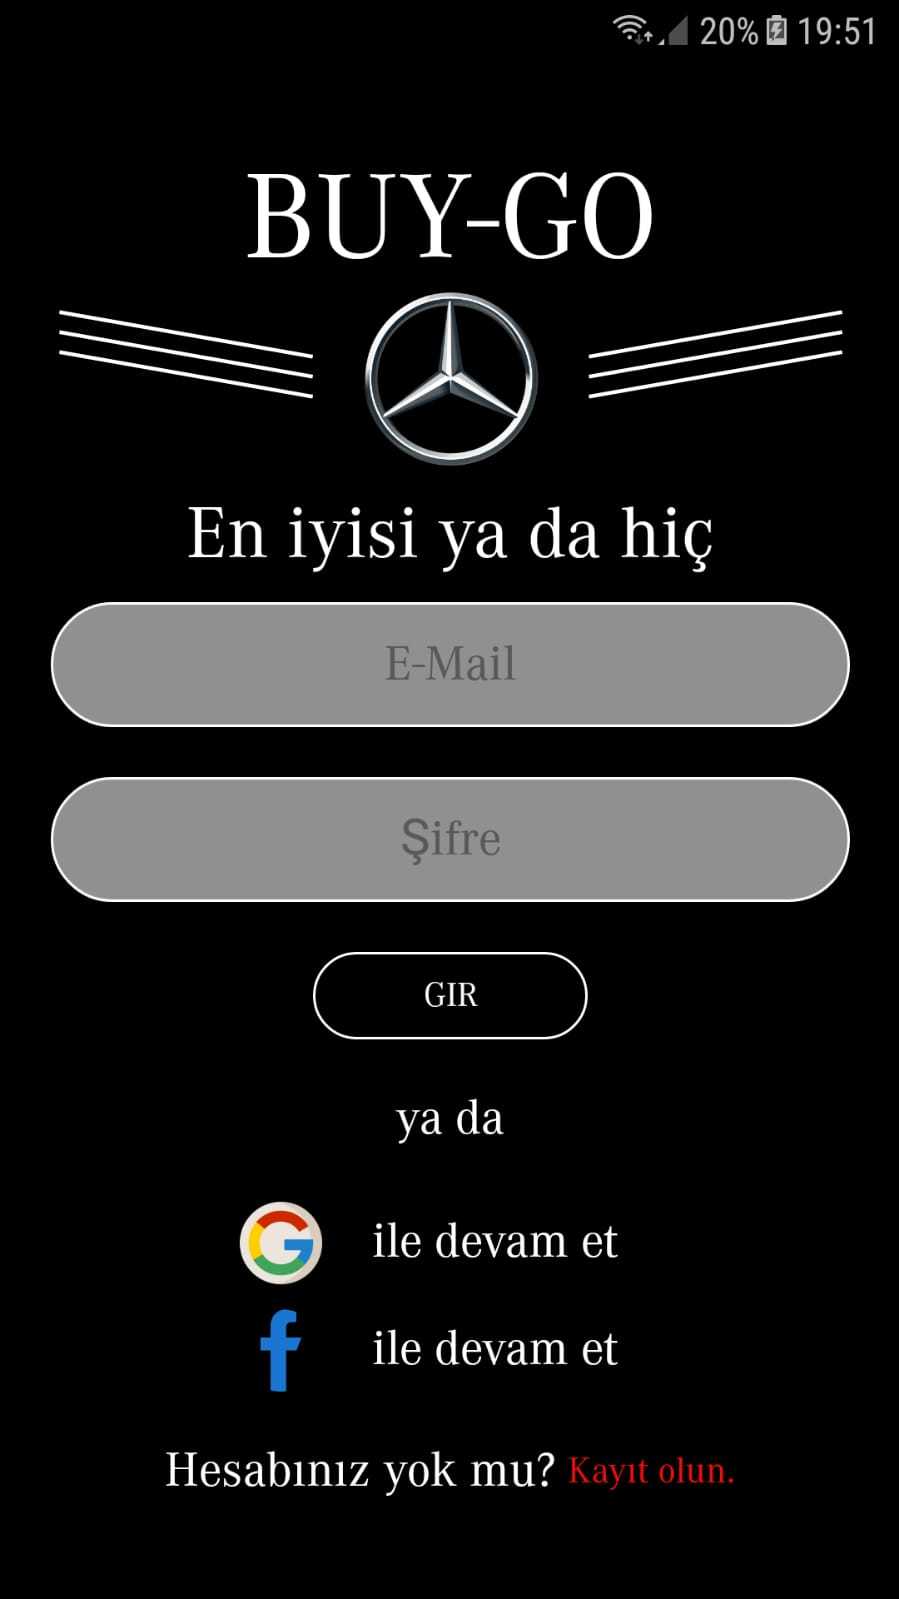 20% 19:51
BUY-GO
En iyisi ya da hiç
E-Mail
Şifre
GIR
ya da
ile devam et
ile devam et
Hesabınız yok mu? Kayıt olun.